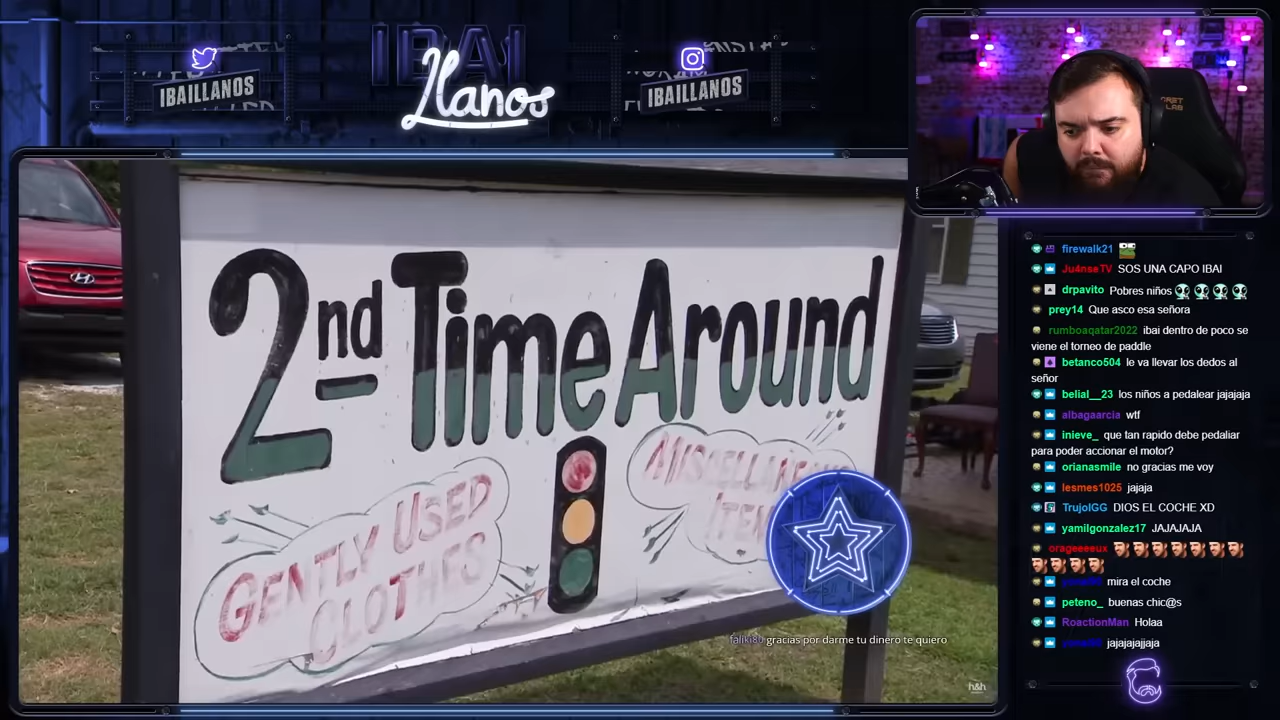 IBAI
Llanos
IBAILLANOS
IBAILLANOS
2nd Time Around
GENTLY USED
CLOTHES
h&h
faliki80 gracias por darme tu dinero te quiero
firewalk21
Ju4nseTV SOS UNA CAPO IBAI
drpavito Pobres niños
prey14 Que asco esa señora
rumboaqatar2022 ibai dentro de poco se
viene el torneo de paddle
betanco504 le va llevar los dedos al
señor
belial__23 los niños a pedalear jajajaja
albagaarcia wtf
inieve_ que tan rapido debe pedaliar
para poder accionar el motor?
orianasmile no gracias me voy
lesmes1025 jajaja
TrujolGG DIOS EL COCHE XD
yamilgonzalez17 JAJAJAJA
orageeeeux
mira el coche
peteno_ buenas chic@s
RoactionMan Holaa
jajajajajjaja